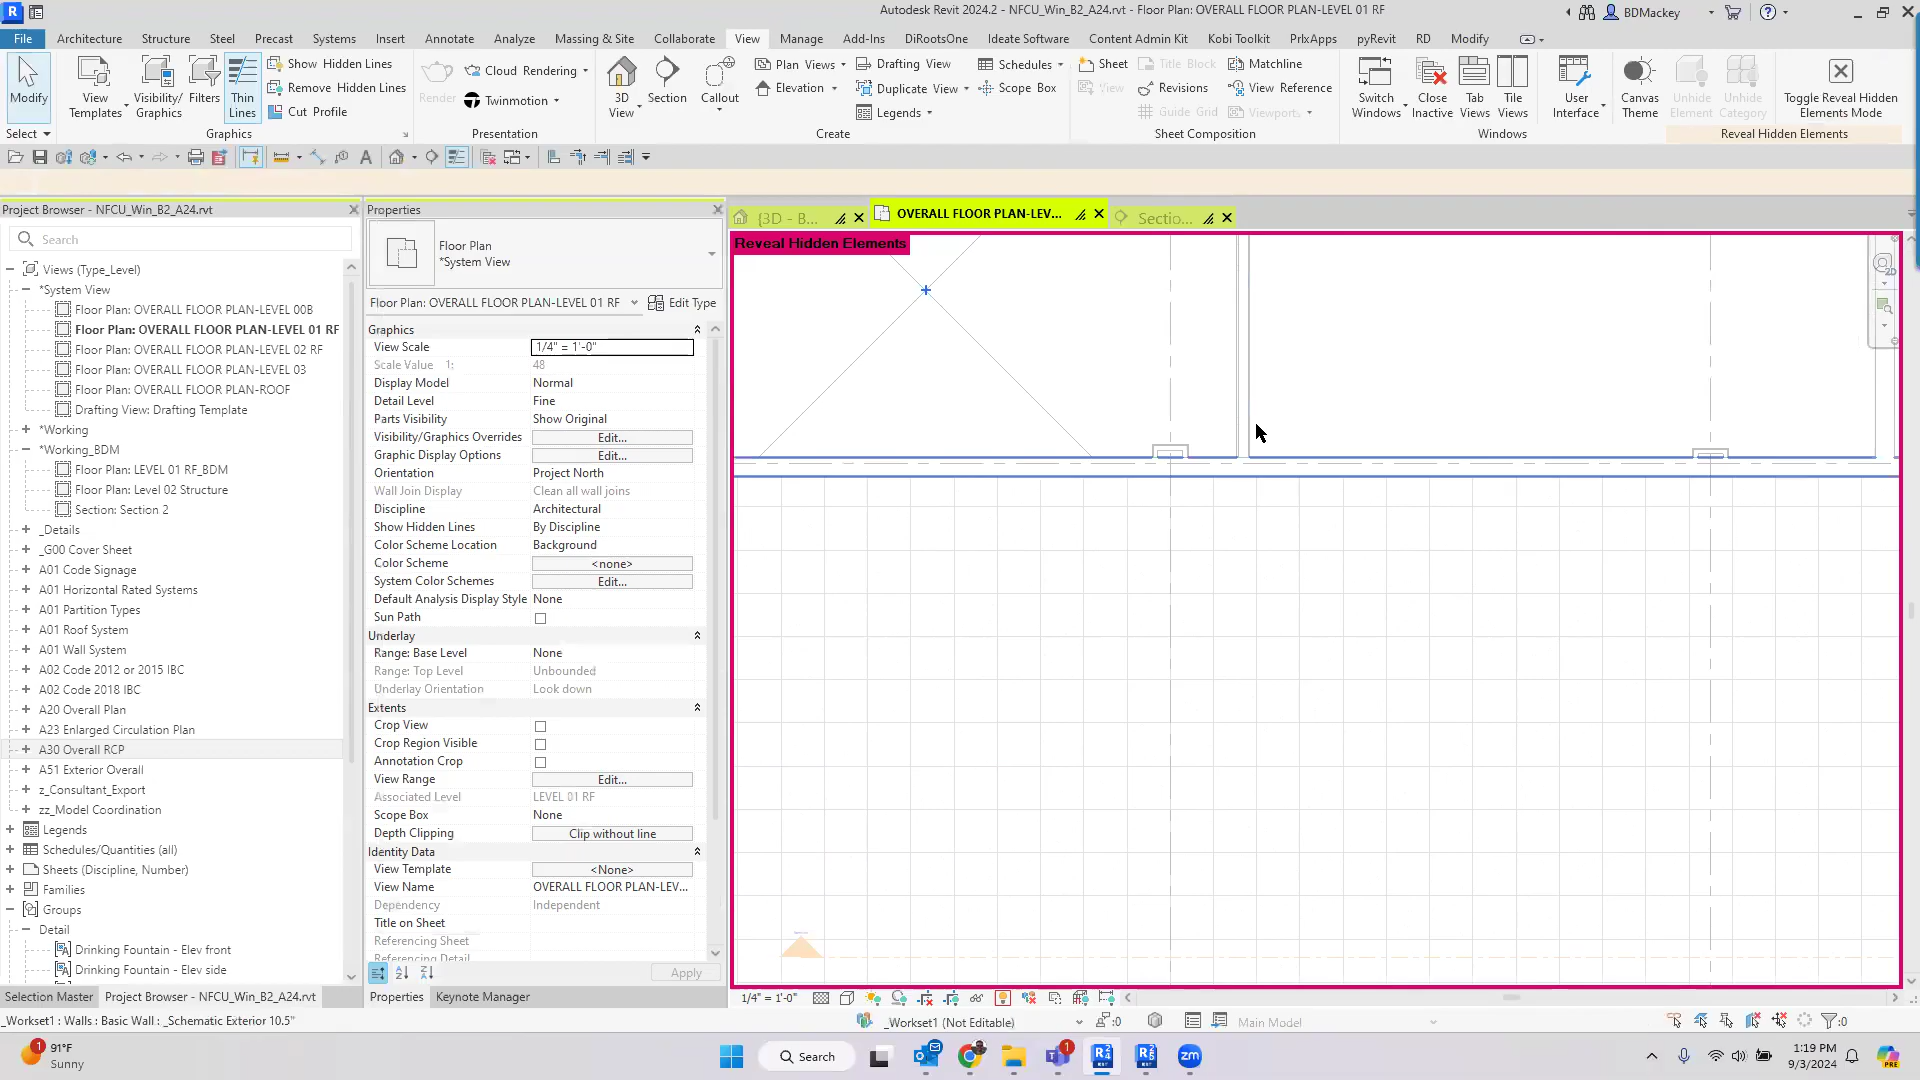 Autodesk Revit 2024.2 - NFCU_Win_B2_A24.rvt - Floor Plan: OVERALL FLOOR PLAN-LEVEL 01 RF
BDMackey
File Architecture Structure Steel Precast Systems Insert Annotate Analyze Massing & Site Collaborate View Manage Add-Ins DiRootsOne Ideate Software Content Admin Kit Kobi Toolkit PrlxApps pyRevit RD Modify
Modify
View Templates
Visibility/ Graphics
Filters
Thin Lines
Show Hidden Lines
Remove Hidden Lines
Cut Profile
Render
Cloud Rendering
Twinmotion
3D View
Section
Callout
Plan Views
Elevation
Drafting View
Duplicate View
Legends
Schedules
Scope Box
Sheet
View
Title Block
Revisions
Guide Grid
Matchline
View Reference
Viewports
Switch Windows
Close Inactive
Tab Views
Tile Views
User Interface
Canvas Theme
Unhide Element
Unhide Category
Toggle Reveal Hidden Elements Mode
Select Graphics Presentation Create Sheet Composition Windows Reveal Hidden Elements
Project Browser - NFCU_Win_B2_A24.rvt
Search
Views (Type_Level)
*System View
Floor Plan: OVERALL FLOOR PLAN-LEVEL 00B
Floor Plan: OVERALL FLOOR PLAN-LEVEL 01 RF
Floor Plan: OVERALL FLOOR PLAN-LEVEL 02 RF
Floor Plan: OVERALL FLOOR PLAN-LEVEL 03
Floor Plan: OVERALL FLOOR PLAN-ROOF
Drafting View: Drafting Template
*Working
*Working_BDM
Floor Plan: LEVEL 01 RF_BDM
Floor Plan: Level 02 Structure
Section: Section 2
_Details
_G00 Cover Sheet
A01 Code Signage
A01 Horizontal Rated Systems
A01 Partition Types
A01 Roof System
A01 Wall System
A02 Code 2012 or 2015 IBC
A02 Code 2018 IBC
A20 Overall Plan
A23 Enlarged Circulation Plan
A30 Overall RCP
A51 Exterior Overall
z_Consultant_Export
zz_Model Coordination
Legends
Schedules/Quantities (all)
Sheets (Discipline, Number)
Families
Groups
Detail
Drinking Fountain - Elev front
Drinking Fountain - Elev side
Selection Master Project Browser - NFCU_Win_B2_A24.rvt
Properties
Floor Plan
*System View
Floor Plan: OVERALL FLOOR PLAN-LEVEL 01 RF Edit Type
Graphics
View Scale 1/4" = 1'-0"
Scale Value 1: 48
Display Model Normal
Detail Level Fine
Parts Visibility Show Original
Visibility/Graphics Overrides Edit...
Graphic Display Options Edit...
Orientation Project North
Wall Join Display Clean all wall joins
Discipline Architectural
Show Hidden Lines By Discipline
Color Scheme Location Background
Color Scheme <none>
System Color Schemes Edit...
Default Analysis Display Style None
Sun Path
Underlay
Range: Base Level None
Range: Top Level Unbounded
Underlay Orientation Look down
Extents
Crop View
Crop Region Visible
Annotation Crop
View Range Edit...
Associated Level LEVEL 01 RF
Scope Box None
Depth Clipping Clip without line
Identity Data
View Template <None>
View Name OVERALL FLOOR PLAN-LEV...
Dependency Independent
Title on Sheet
Referencing Sheet
Referencing Detail
Apply
Properties Keynote Manager
{3D - B... OVERALL FLOOR PLAN-LEV... Sectio...
Reveal Hidden Elements
2D
1/4" = 1'-0"
_Workset1 : Walls : Basic Wall : _Schematic Exterior 10.5"
_Workset1 (Not Editable)
:0
Main Model
:0
1
91°F
Sunny
Search
1
zm
1:19 PM
9/3/2024
PRE